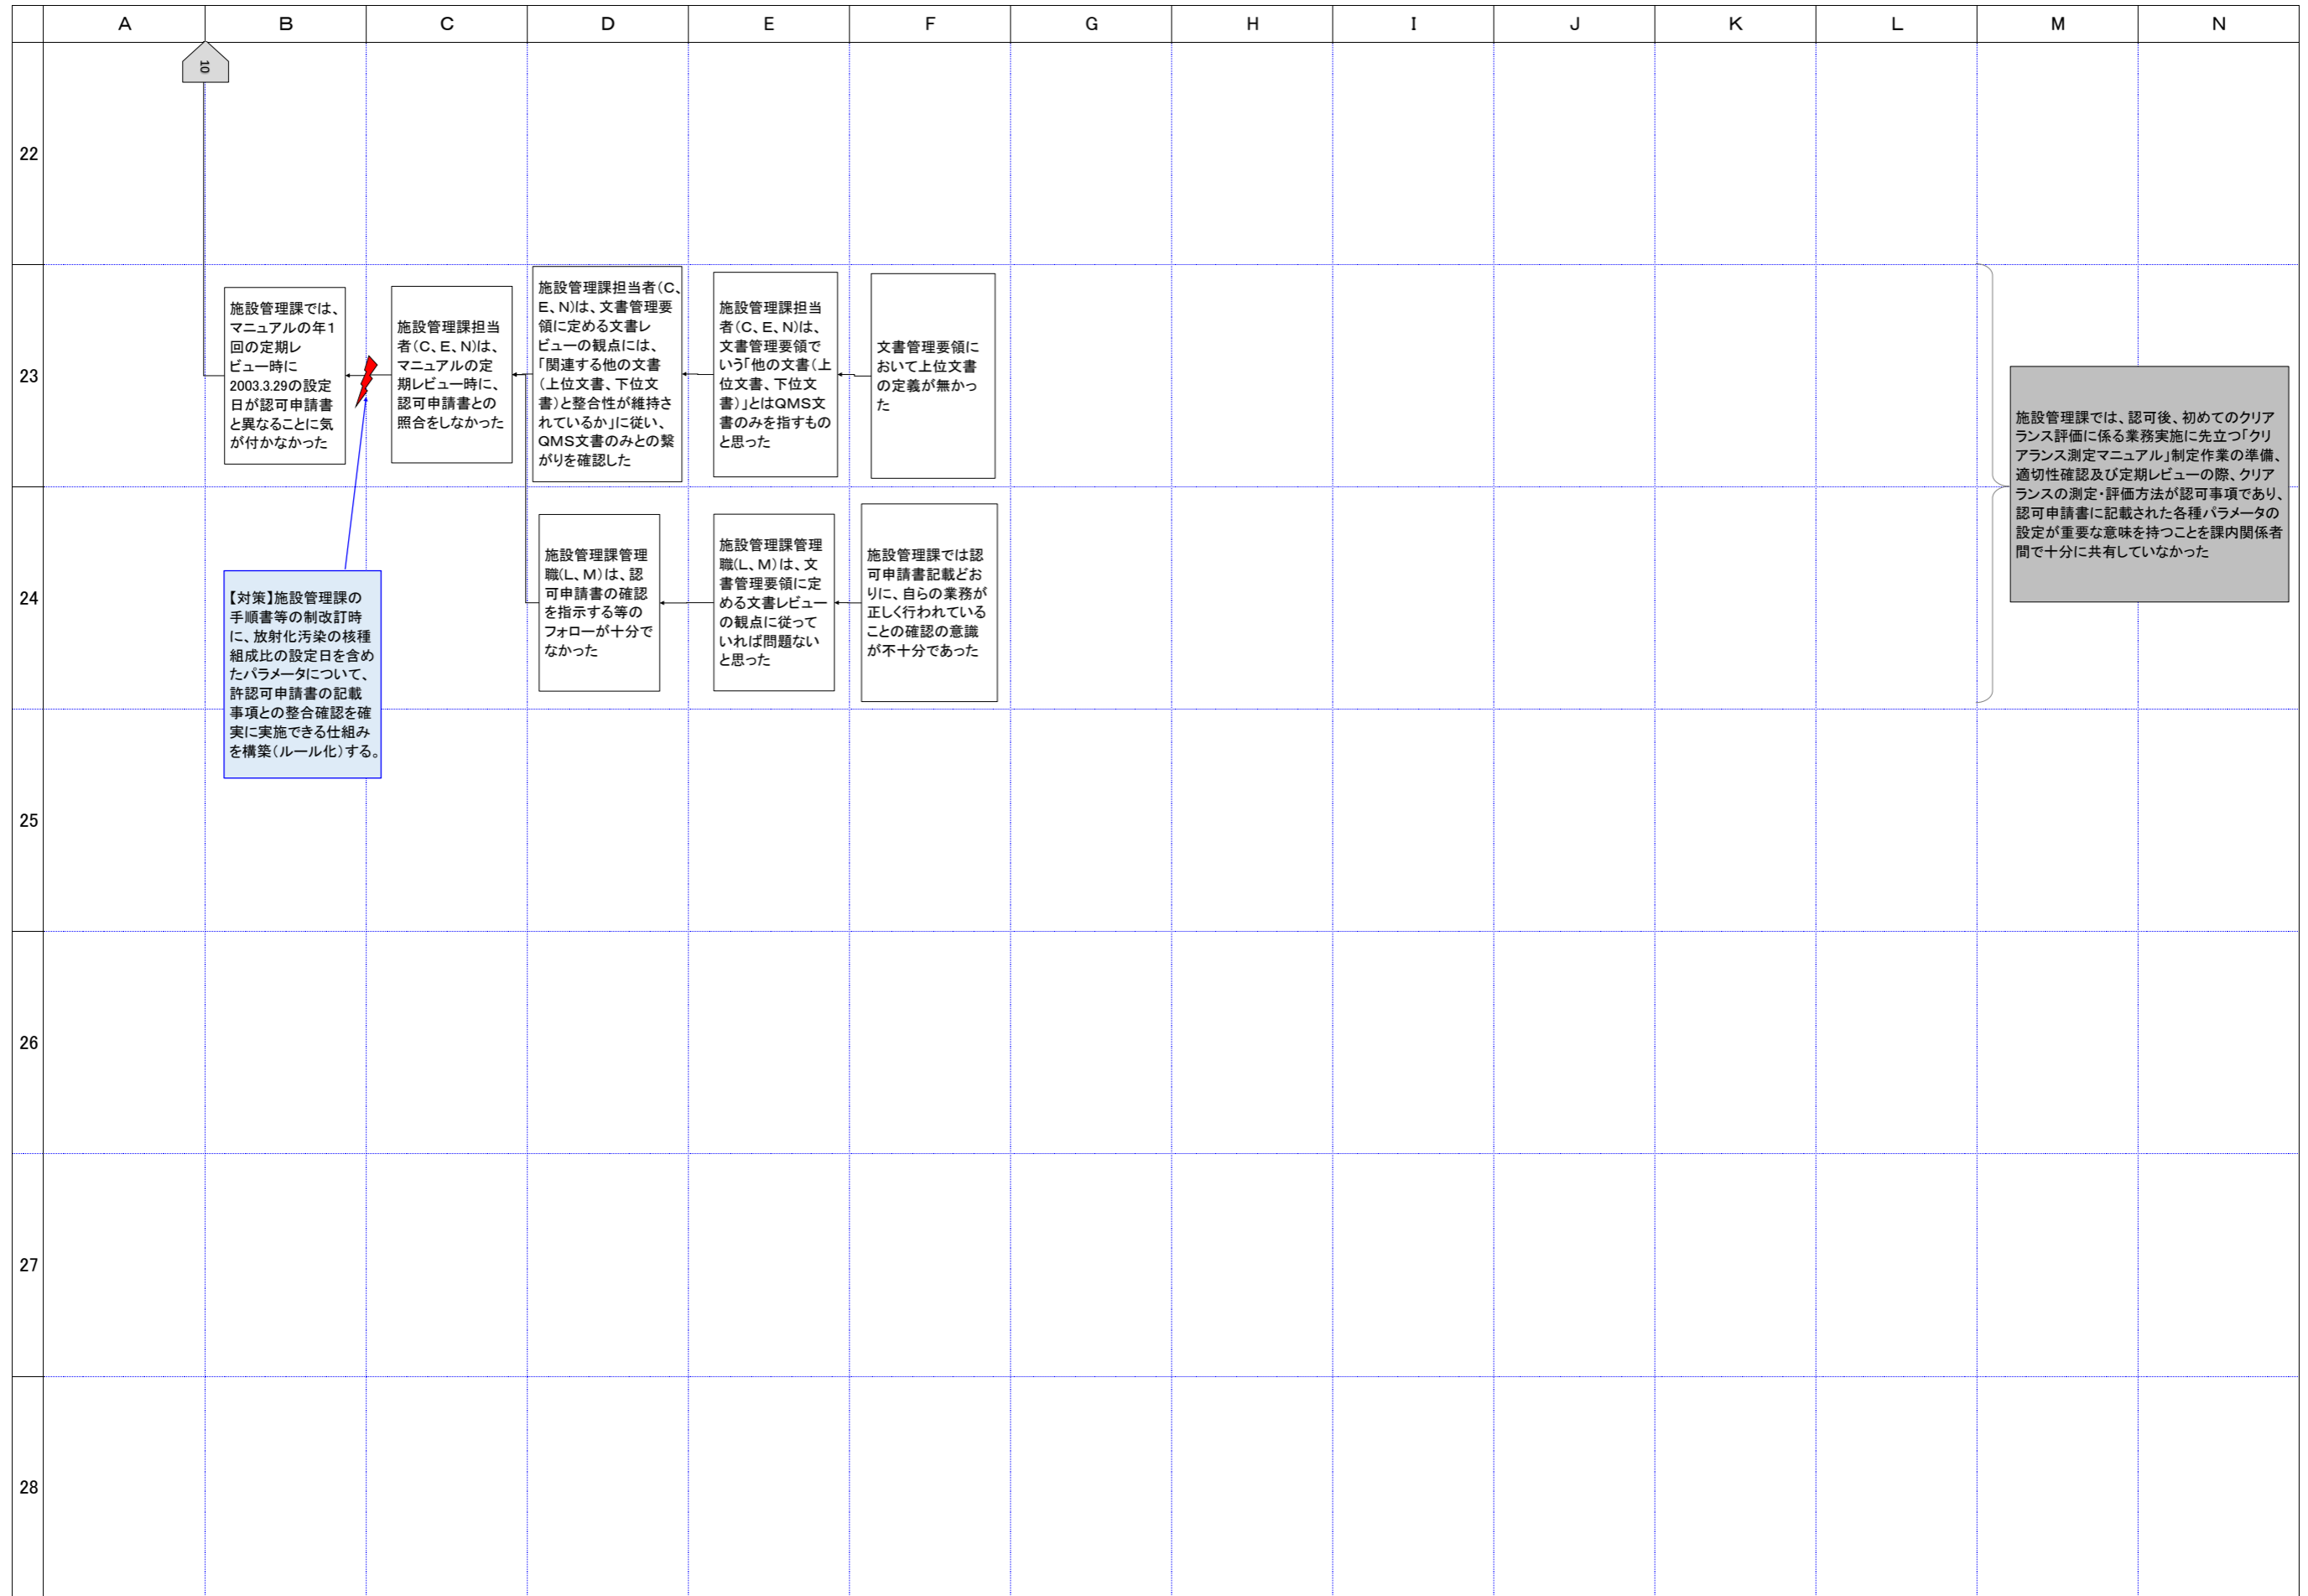 A
B
C
D
E
F
G
H
I
J
K
L
M
N
10
22
23
施設管理課では、
マニュアルの年1
回の定期レ
ビュー時に
2003.3.29の設定
日が認可申請書
と異なることに気
が付かなかった
施設管理課担当
者(C、E、N)は、
マニュアルの定
期レビュー時に、
認可申請書との
照合をしなかった
施設管理課担当者(C、
E、N)は、文書管理要
領に定める文書レ
ビューの観点には、
「関連する他の文書
(上位文書、下位文
書)と整合性が維持さ
れているか」に従い、
QMS文書のみとの繋
がりを確認した
施設管理課担当
者(C、E、N)は、
文書管理要領で
いう「他の文書(上
位文書、下位文
書)」とはQMS文
書のみを指すもの
と思った
文書管理要領に
おいて上位文書
の定義が無かっ
た
施設管理課では、認可後、初めてのクリア
ランス評価に係る業務実施に先立つ「クリ
アランス測定マニュアル」制定作業の準備、
適切性確認及び定期レビューの際、クリア
ランスの測定・評価方法が認可事項であり、
認可申請書に記載された各種パラメータの
設定が重要な意味を持つことを課内関係者
間で十分に共有していなかった
24
【対策】施設管理課の
手順書等の制改訂時
に、放射化汚染の核種
組成比の設定日を含め
たパラメータについて、
許認可申請書の記載
事項との整合確認を確
実に実施できる仕組み
を構築(ルール化)する。
施設管理課管理
職(L、M)は、認
可申請書の確認
を指示する等の
フォローが十分で
なかった
施設管理課管理
職(L、M)は、文
書管理要領に定
める文書レビュー
の観点に従って
いれば問題ない
と思った
施設管理課では認
可申請書記載どお
りに、自らの業務が
正しく行われている
ことの確認の意識
が不十分であった
25
26
27
28